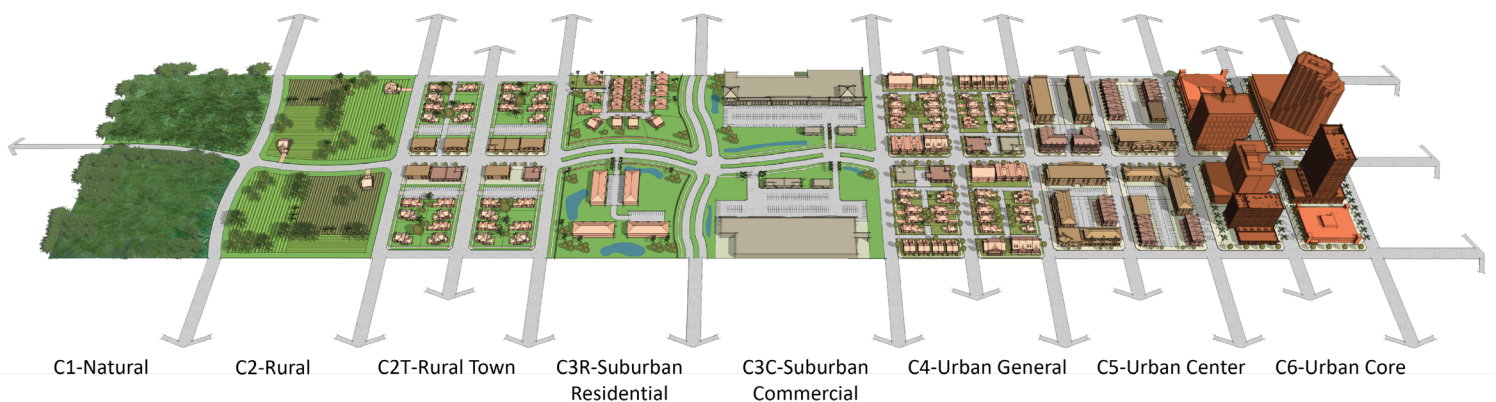 C1-Natural
C2-Rural
C2T-Rural Town
C3R-Suburban
Residential
C3C-Suburban
Commercial
C4-Urban General
C5-Urban Center
C6-Urban Core